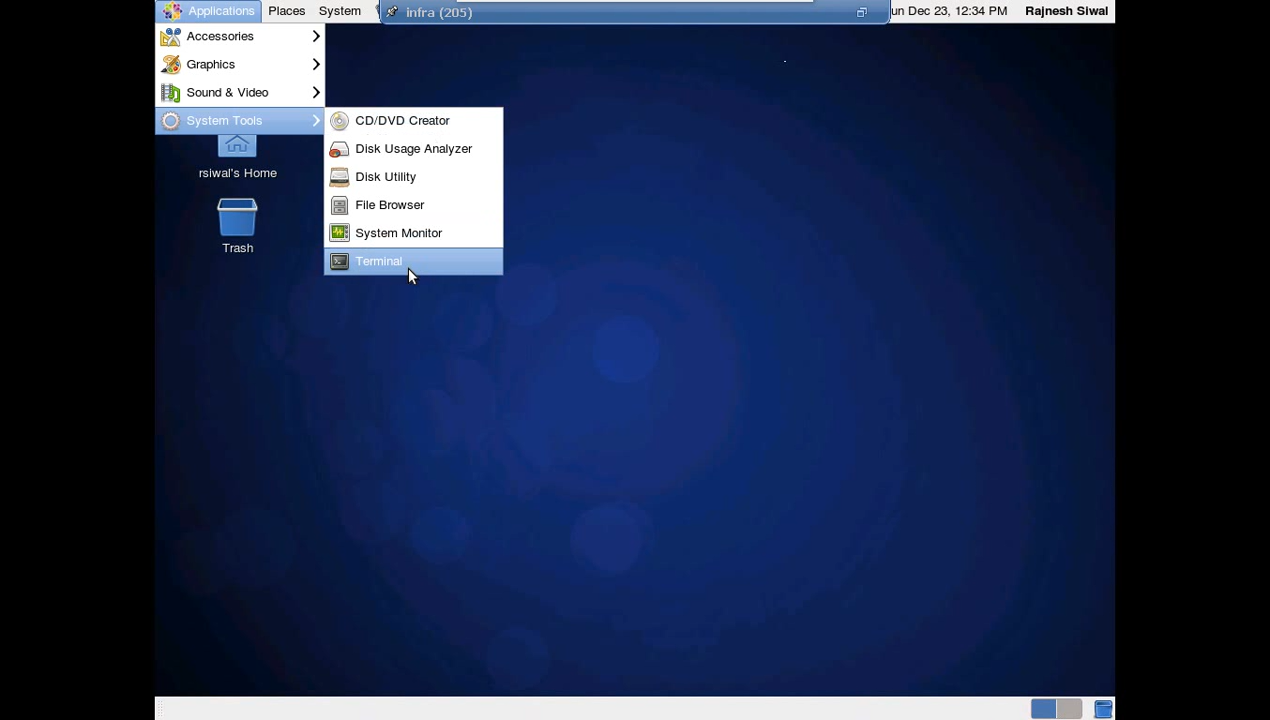 Applications Places System infra (205) un Dec 23, 12:34 PM Rajnesh Siwal
Accessories
Graphics
Sound & Video
System Tools
CD/DVD Creator
Disk Usage Analyzer
Disk Utility
File Browser
System Monitor
Terminal
rsiwal's Home
Trash